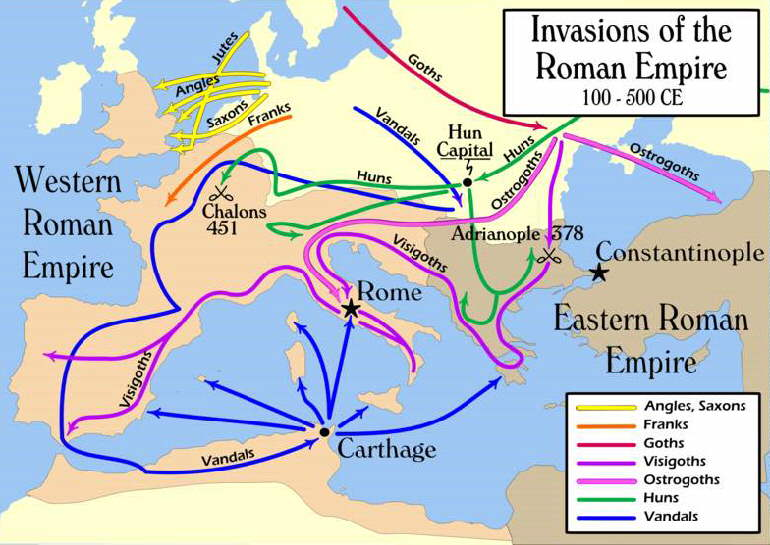 Invasions of the
Roman Empire
100 - 500 CE
Jutes
Angles
Saxons
Franks
Goths
Vandals
Hun
Capital
Huns
Ostrogoths
Ostrogoths
Huns
Western
Roman
Empire
Chalons
451
Adrianople 378
Visigoths
Constantinople
Rome
Eastern Roman
Empire
Visigoths
Carthage
Vandals
Angles, Saxons
Franks
Goths
Visigoths
Ostrogoths
Huns
Vandals